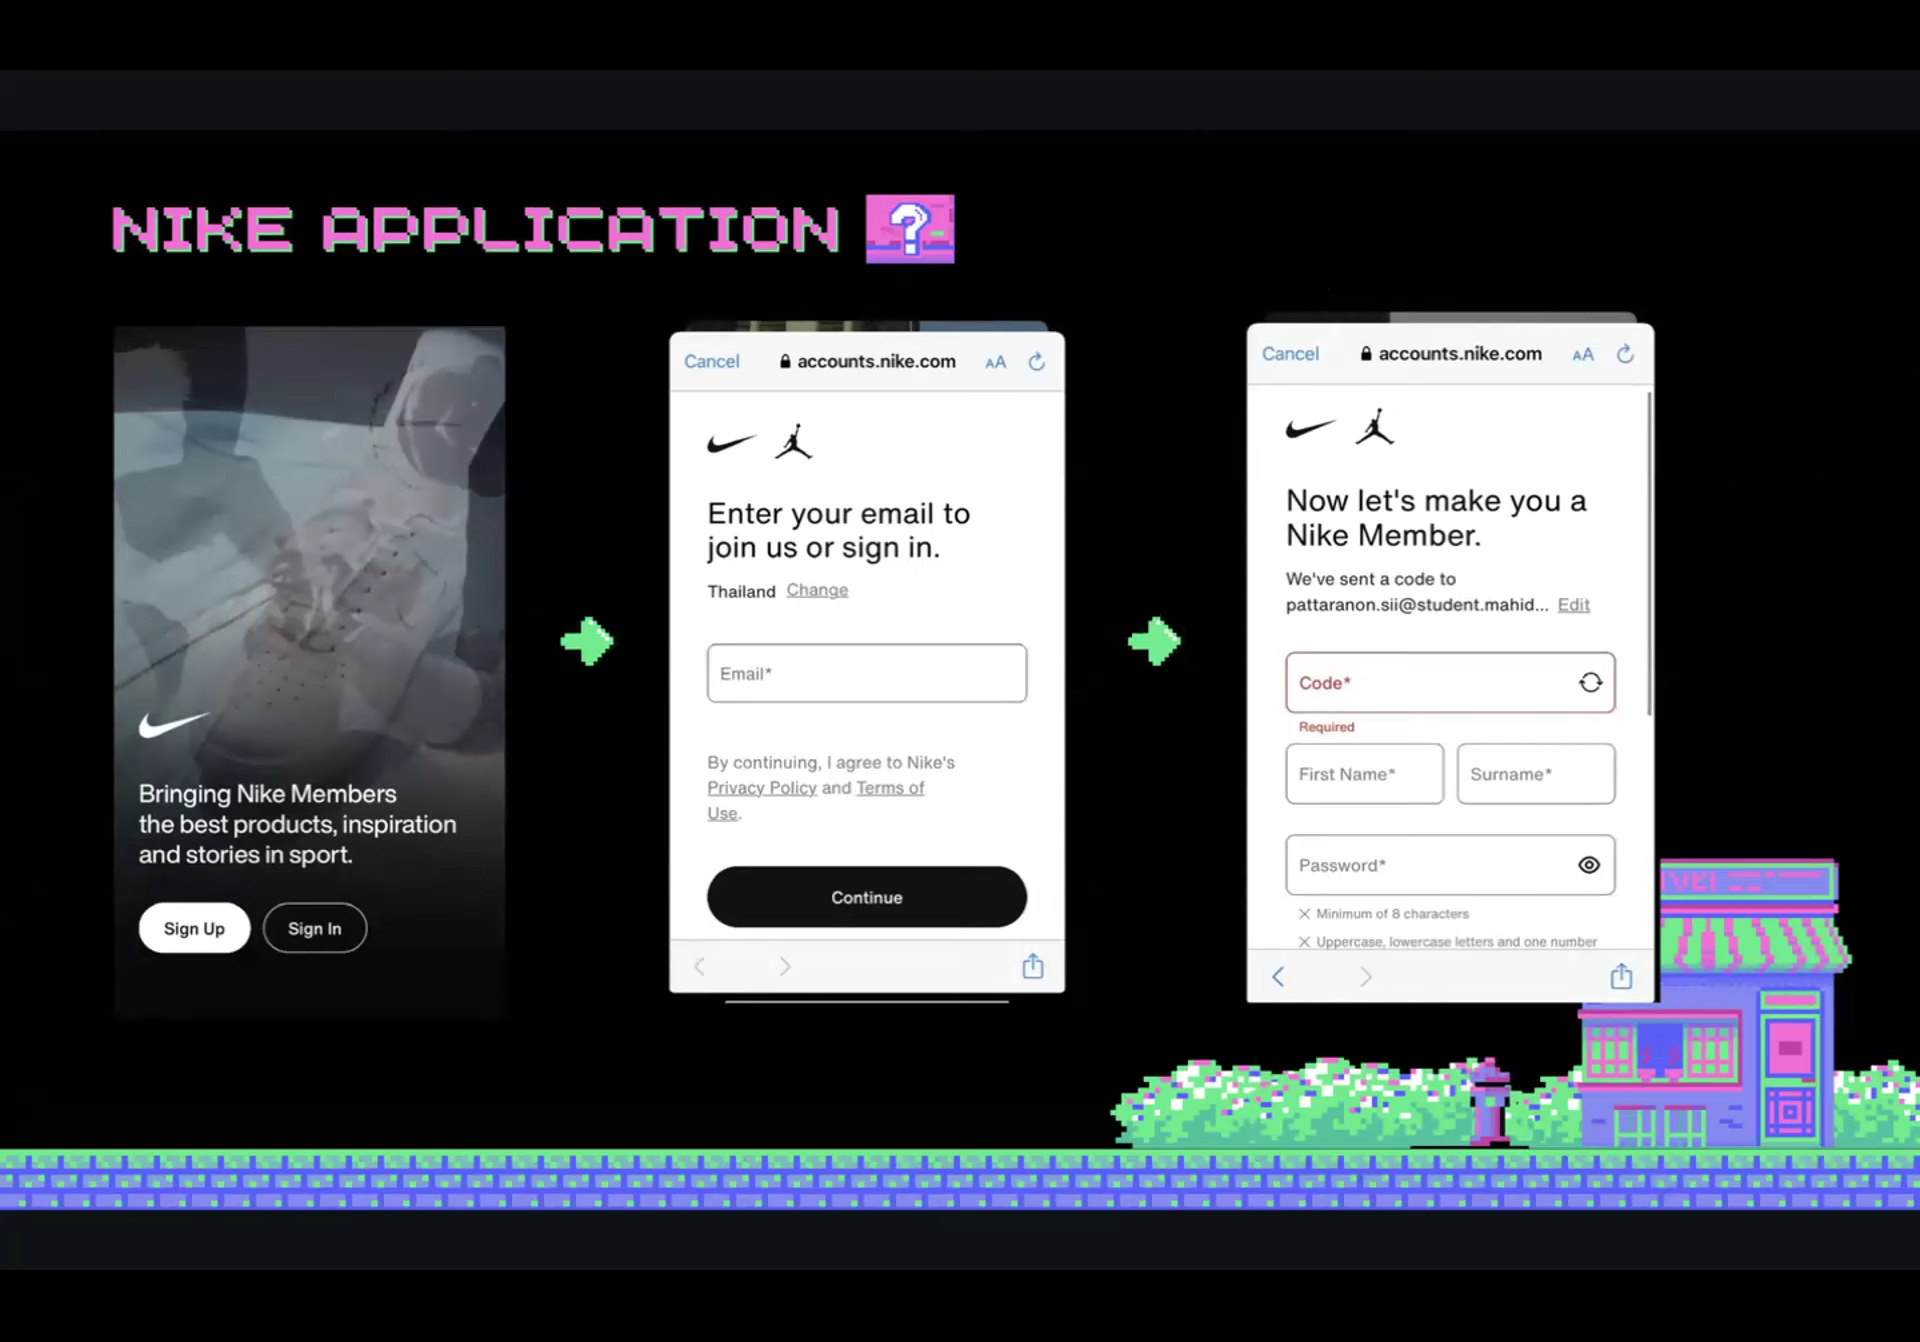 NIKE APPLICATION ?
Bringing Nike Members
the best products, inspiration
and stories in sport.
Sign Up
Sign In
Cancel
accounts.nike.com
AA
Enter your email to
join us or sign in.
Thailand Change
Email*
By continuing, I agree to Nike's
Privacy Policy and Terms of
Use.
Continue
Cancel
accounts.nike.com
AA
Now let's make you a
Nike Member.
We've sent a code to
pattaranon.sii@student.mahid... Edit
Code*
Required
First Name*
Surname*
Password*
Minimum of 8 characters
Uppercase, lowercase letters and one number